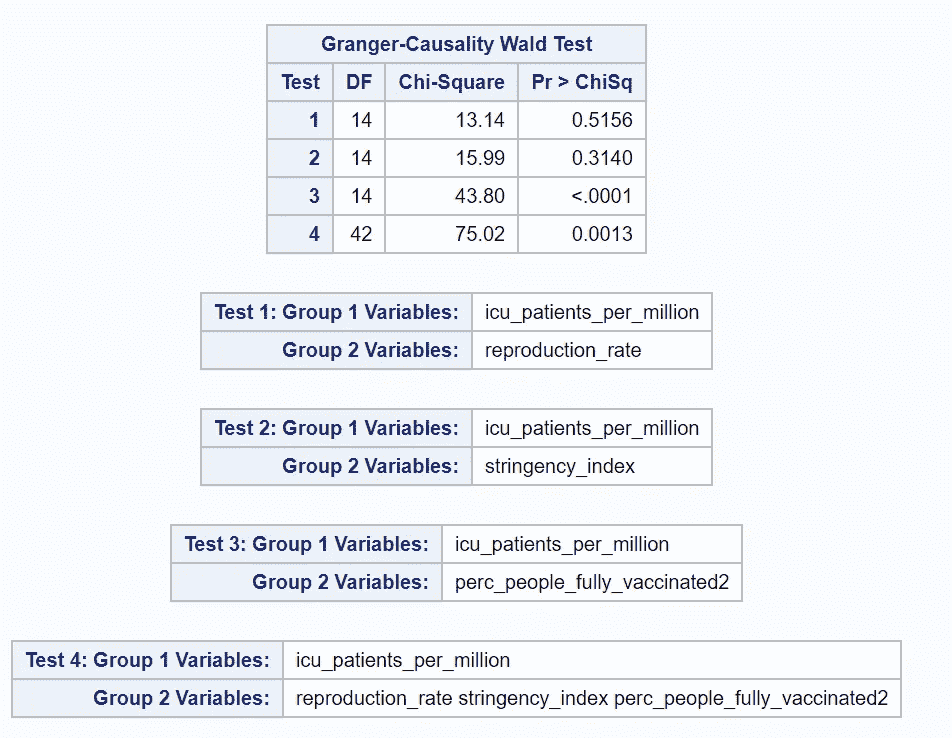 Granger-Causality Wald Test
Test DF Chi-Square Pr > ChiSq
1 14 13.14 0.5156
2 14 15.99 0.3140
3 14 43.80 <.0001
4 42 75.02 0.0013
Test 1: Group 1 Variables: icu_patients_per_million
Group 2 Variables: reproduction_rate
Test 2: Group 1 Variables: icu_patients_per_million
Group 2 Variables: stringency_index
Test 3: Group 1 Variables: icu_patients_per_million
Group 2 Variables: perc_people_fully_vaccinated2
Test 4: Group 1 Variables: icu_patients_per_million
Group 2 Variables: reproduction_rate stringency_index perc_people_fully_vaccinated2